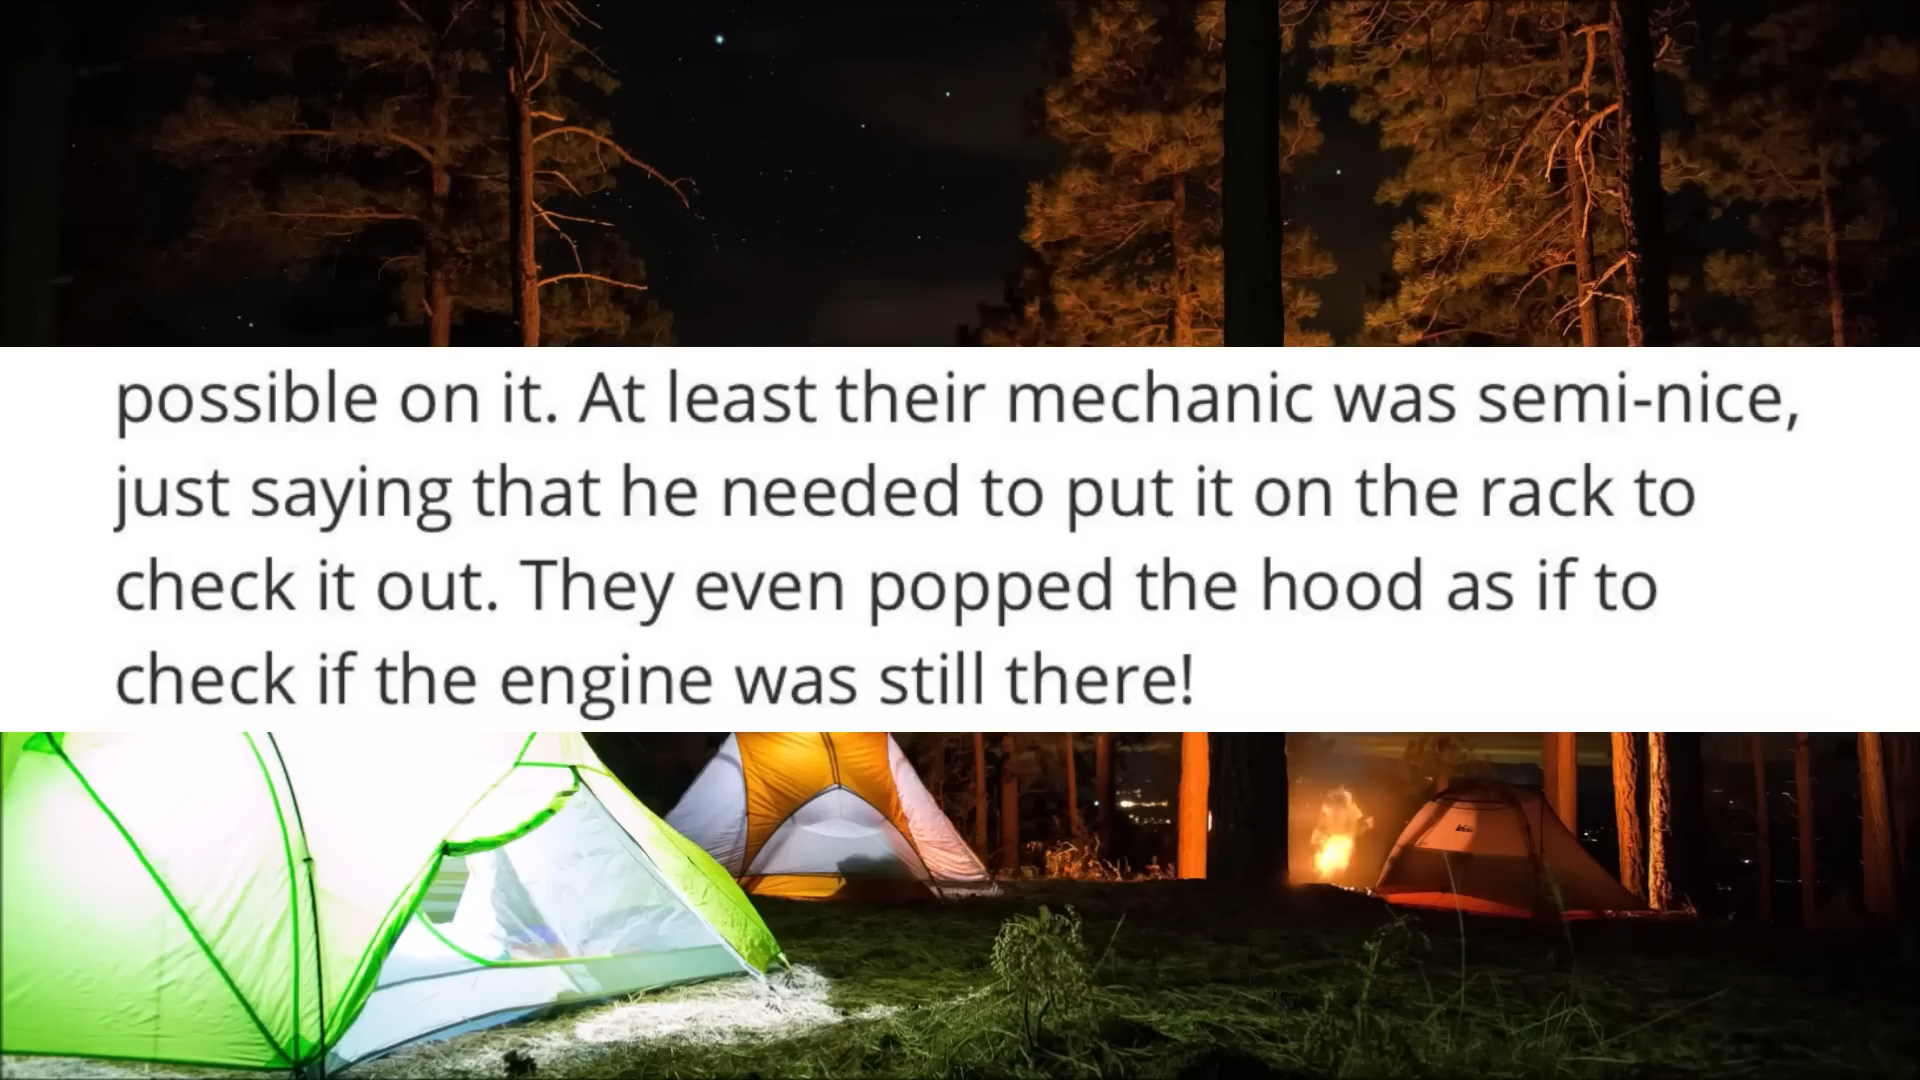 possible on it. At least their mechanic was semi-nice,
just saying that he needed to put it on the rack to
check it out. They even popped the hood as if to
check if the engine was still there!